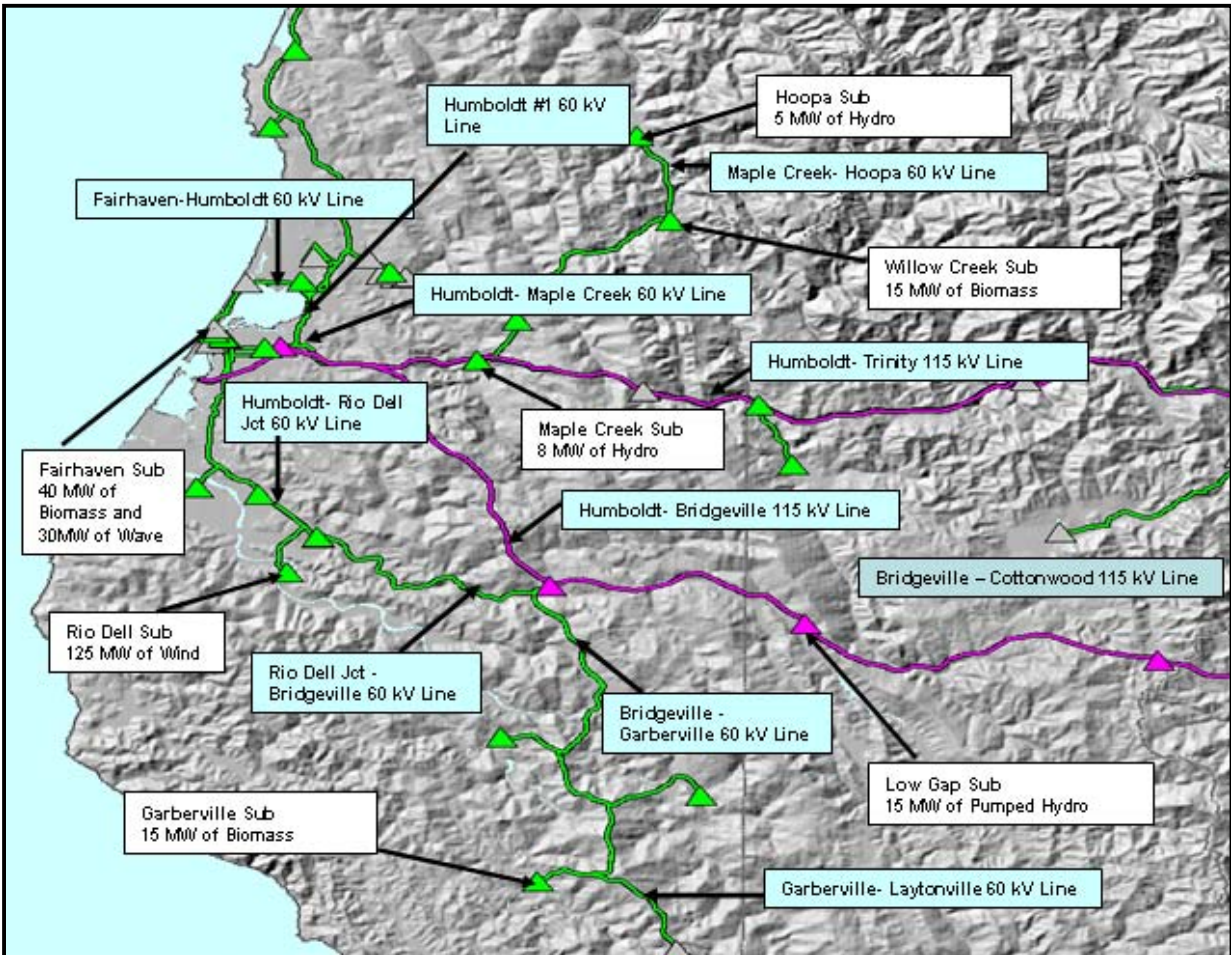 Humboldt #1 60 kV
Line
Hoopa Sub
5 MW of Hydro
Maple Creek- Hoopa 60 kV Line
Fairhaven-Humboldt 60 kV Line
Willow Creek Sub
15 MW of Biomass
Humboldt- Maple Creek 60 kV Line
Humboldt- Trinity 115 kV Line
Humboldt- Rio Dell
Jct 60 kV Line
Maple Creek Sub
8 MW of Hydro
Fairhaven Sub
40 MW of
Biomass and
30MW of Wave
Humboldt- Bridgeville 115 kV Line
Bridgeville – Cottonwood 115 kV Line
Rio Dell Sub
125 MW of Wind
Rio Dell Jct -
Bridgeville 60 kV Line
Bridgeville -
Garberville 60 kV Line
Low Gap Sub
15 MW of Pumped Hydro
Garberville Sub
15 MW of Biomass
Garberville- Laytonville 60 kV Line